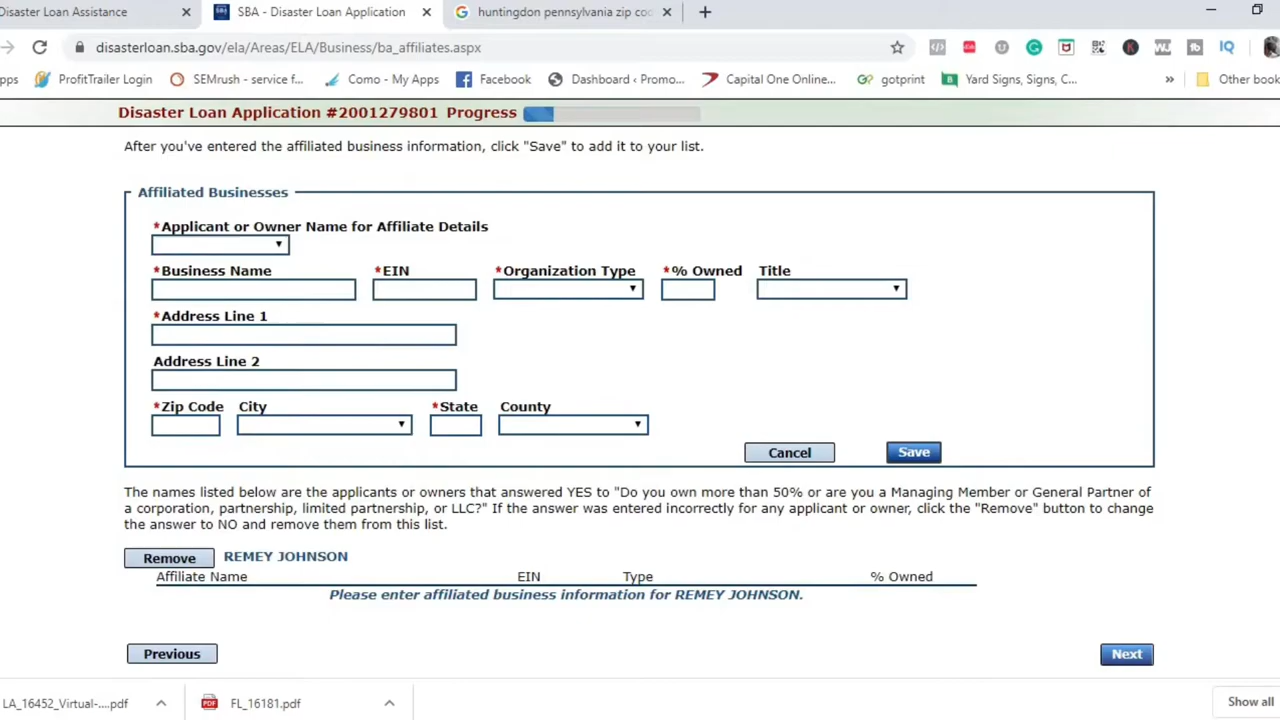 Disaster Loan Assistance
SBA - Disaster Loan Application
huntingdon pennsylvania zip co
disasterloan.sba.gov/ela/Areas/ELA/Business/ba_affiliates.aspx
pps ProfitTrailer Login SEMrush - service f... Como - My Apps Facebook Dashboard ‹ Promo... Capital One Online... gotprint Yard Signs, Signs, C... » Other book
Disaster Loan Application #2001279801 Progress
After you've entered the affiliated business information, click "Save" to add it to your list.
Affiliated Businesses
*Applicant or Owner Name for Affiliate Details
*Business Name *EIN *Organization Type *% Owned Title
*Address Line 1
Address Line 2
*Zip Code City *State County
Cancel Save
The names listed below are the applicants or owners that answered YES to "Do you own more than 50% or are you a Managing Member or General Partner of
a corporation, partnership, limited partnership, or LLC?" If the answer was entered incorrectly for any applicant or owner, click the "Remove" button to change
the answer to NO and remove them from this list.
Remove REMEY JOHNSON
Affiliate Name EIN Type % Owned
Please enter affiliated business information for REMEY JOHNSON.
Previous Next
LA_16452_Virtual-....pdf FL_16181.pdf Show all